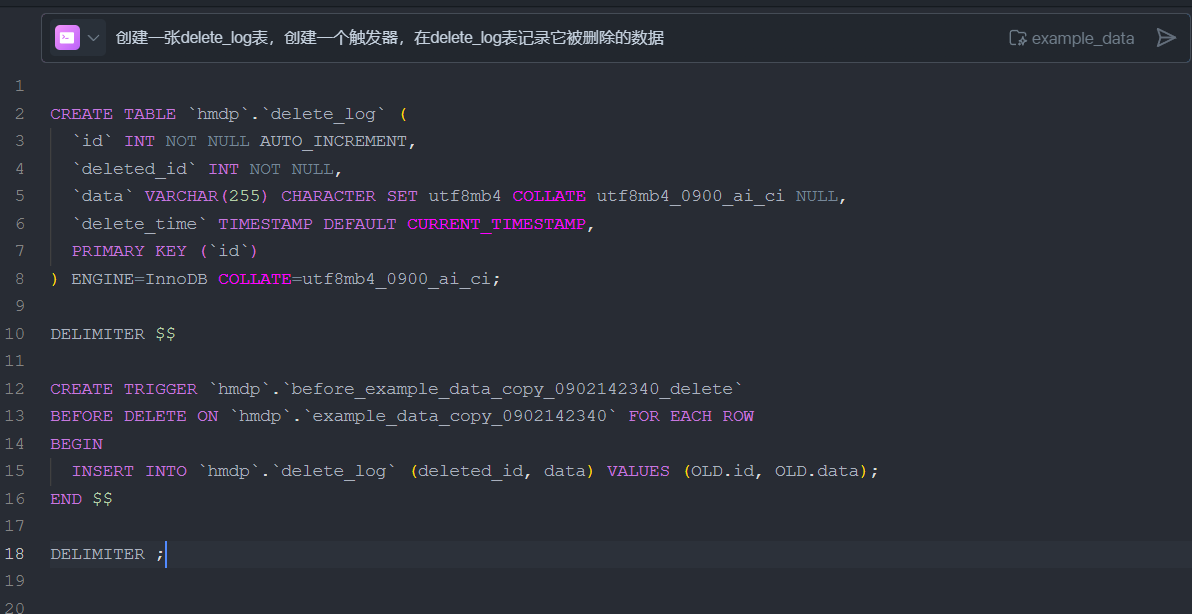 创建一张delete_log表，创建一个触发器，在delete_log表记录它被删除的数据 example_data
1
2 CREATE TABLE `hmdp`.`delete_log` (
3 `id` INT NOT NULL AUTO_INCREMENT,
4 `deleted_id` INT NOT NULL,
5 `data` VARCHAR(255) CHARACTER SET utf8mb4 COLLATE utf8mb4_0900_ai_ci NULL,
6 `delete_time` TIMESTAMP DEFAULT CURRENT_TIMESTAMP,
7 PRIMARY KEY (`id`)
8 ) ENGINE=InnoDB COLLATE=utf8mb4_0900_ai_ci;
9
10 DELIMITER $$
11
12 CREATE TRIGGER `hmdp`.`before_example_data_copy_0902142340_delete`
13 BEFORE DELETE ON `hmdp`.`example_data_copy_0902142340` FOR EACH ROW
14 BEGIN
15 INSERT INTO `hmdp`.`delete_log` (deleted_id, data) VALUES (OLD.id, OLD.data);
16 END $$
17
18 DELIMITER ;
19
20